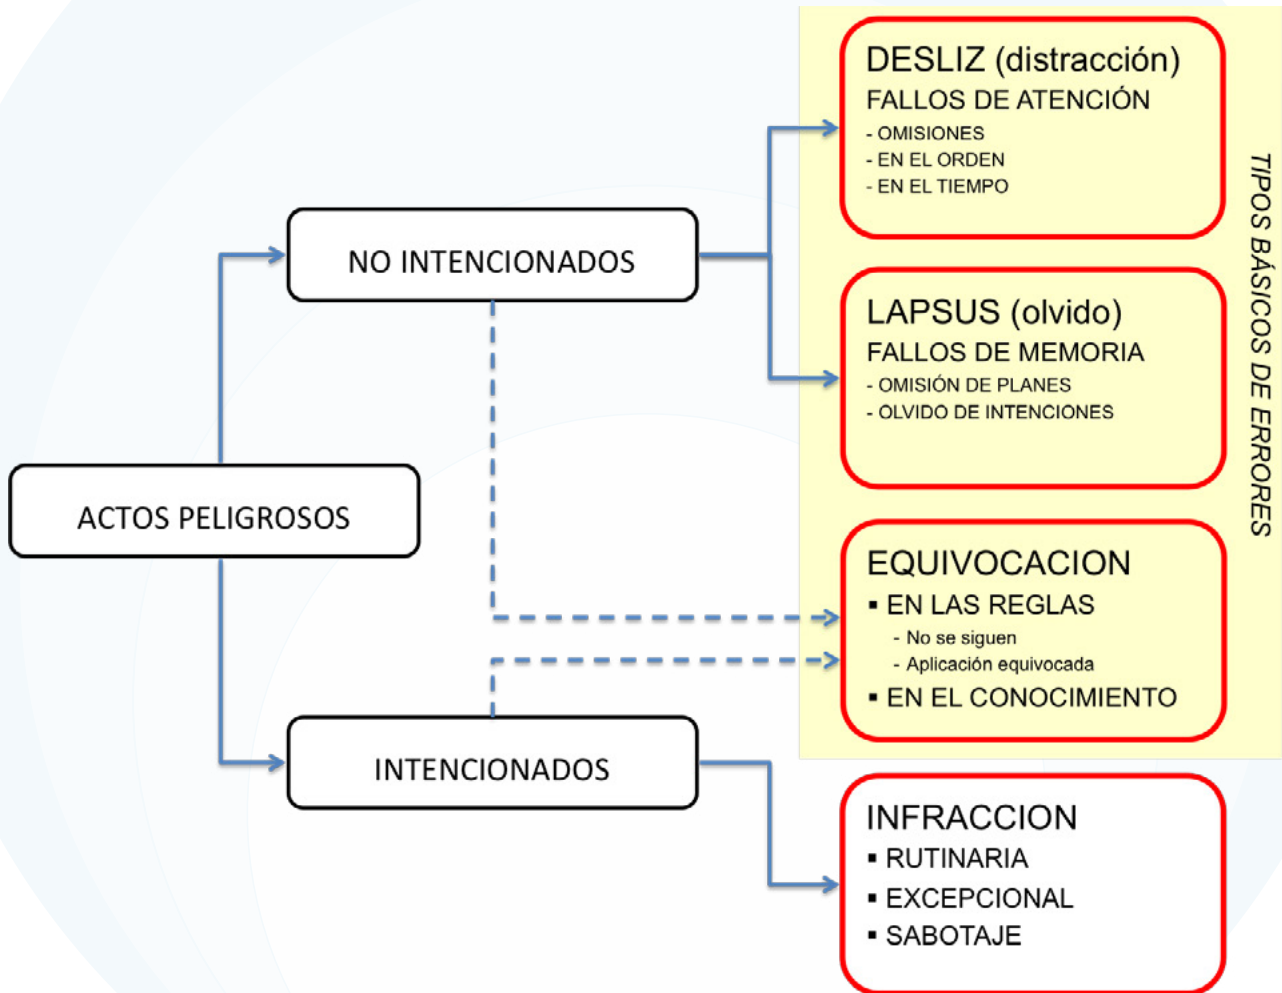 DESLIZ (distracción)
FALLOS DE ATENCIÓN
- OMISIONES
- EN EL ORDEN
- EN EL TIEMPO
NO INTENCIONADOS
LAPSUS (olvido)
FALLOS DE MEMORIA
- OMISIÓN DE PLANES
- OLVIDO DE INTENCIONES
TIPOS BÁSICOS DE ERRORES
ACTOS PELIGROSOS
EQUIVOCACION
▪ EN LAS REGLAS
- No se siguen
- Aplicación equivocada
▪ EN EL CONOCIMIENTO
INTENCIONADOS
INFRACCION
▪ RUTINARIA
▪ EXCEPCIONAL
▪ SABOTAJE